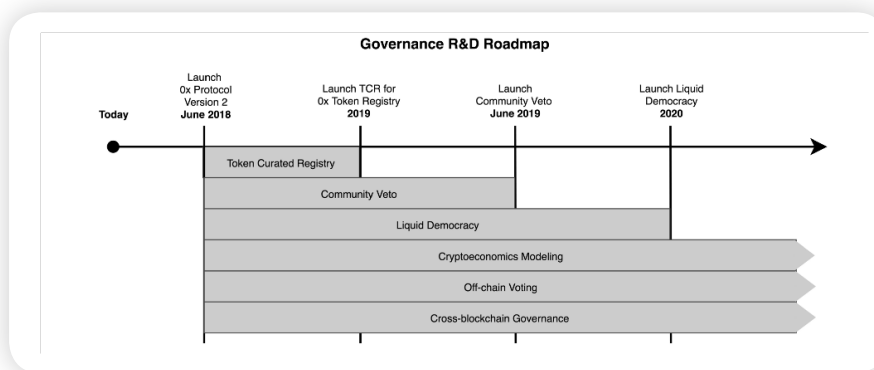 Governance R&D Roadmap
Today
Launch
0x Protocol
Version 2
June 2018
Launch TCR for
0x Token Registry
2019
Launch
Community Veto
June 2019
Launch Liquid
Democracy
2020
Token Curated Registry
Community Veto
Liquid Democracy
Cryptoeconomics Modeling
Off-chain Voting
Cross-blockchain Governance